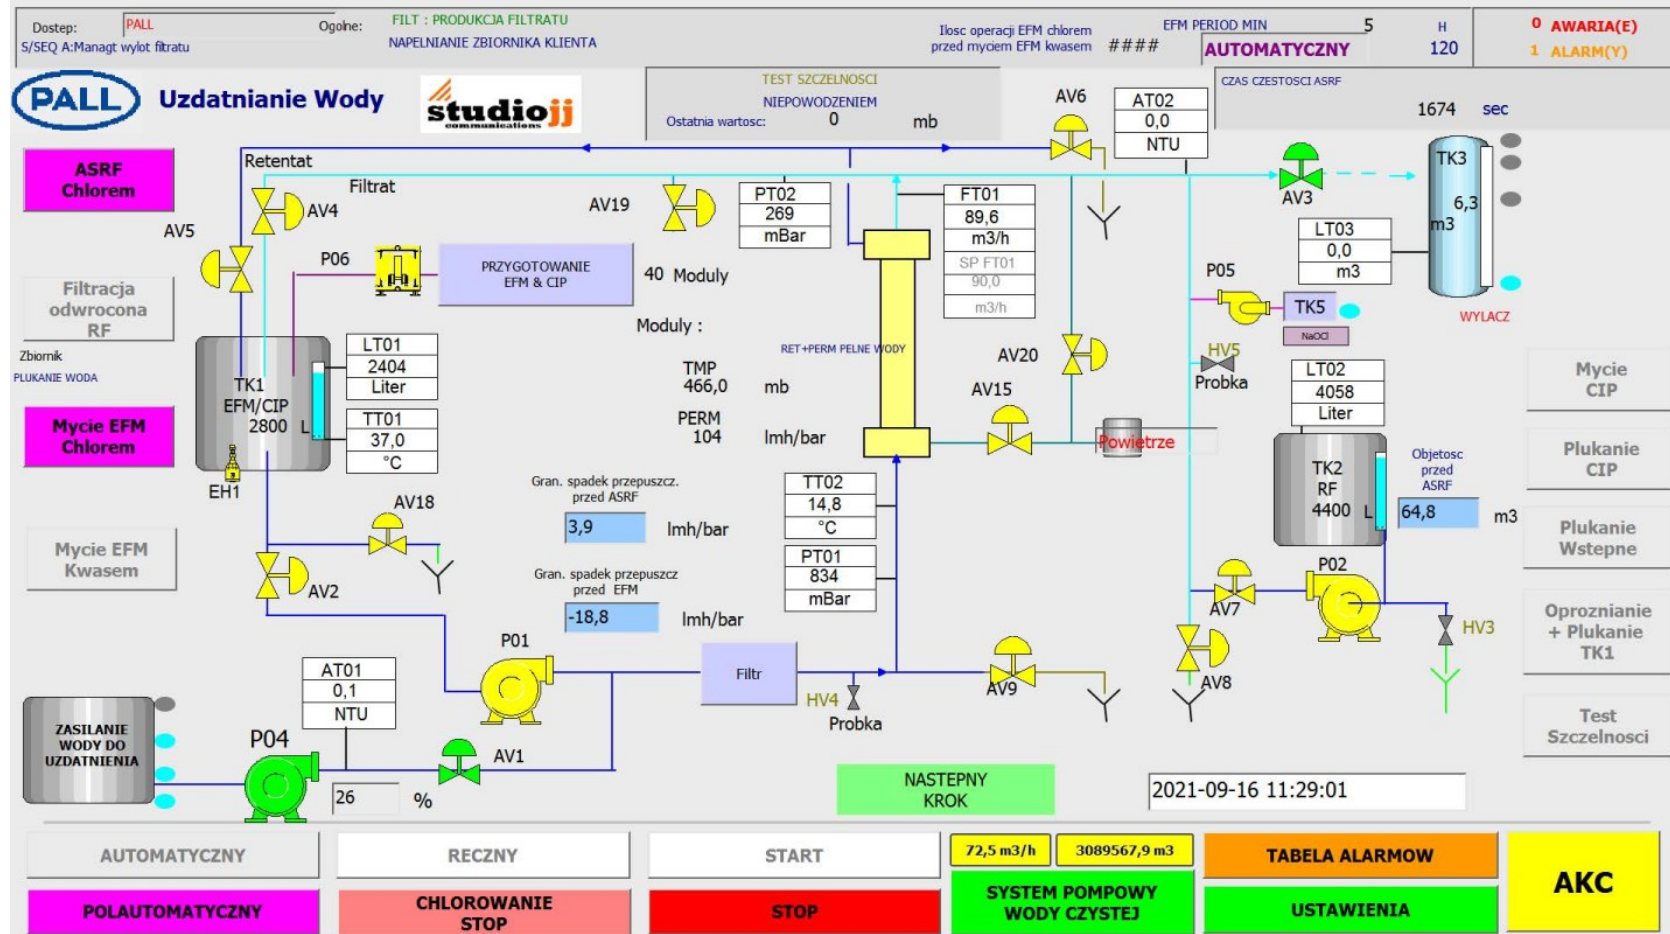 Dostep: PALL
Ogolne: FILT : PRODUKCJA FILTRATU
S/SEQ A:Managt wylot filtratu
NAPELNIANIE ZBIORNIKA KLIENTA
Ilosc operacji EFM chlorem
przed myciem EFM kwasem ####
EFM PERIOD MIN 5 H
AUTOMATYCZNY 120
0 AWARIA(E)
1 ALARM(Y)
PALL Uzdatnianie Wody
studiojj
communications
TEST SZCZELNOSCI
NIEPOWODZENIEM
Ostatnia wartosc: 0 mb
CZAS CZESTOSCI ASRF
1674 sec
ASRF
Chlorem
Retentat
Filtrat
AV4
AV5
AV19
PT02
269
mBar
FT01
89,6
m3/h
SP FT01
90,0
m3/h
AV6
AT02
0,0
NTU
AV3
TK3
6,3
m3
LT03
0,0
m3
WYLACZ
P06
PRZYGOTOWANIE
EFM & CIP
40 Moduly
Moduly :
RET+PERM PELNE WODY
TMP
466,0 mb
PERM
104 lmh/bar
Filtracja
odwrocona
RF
Zbiornik
PLUKANIE WODA
Mycie EFM
Chlorem
TK1
EFM/CIP
2800 L
LT01
2404
Liter
TT01
37,0
°C
EH1
P05
TK5
NaOCl
HV5
Probka
AV20
AV15
Powietrze
LT02
4058
Liter
TK2
RF
4400 L
Objetosc
przed
ASRF
64,8 m3
Mycie
CIP
Plukanie
CIP
Plukanie
Wstepne
Oproznianie
+ Plukanie
TK1
Test
Szczelnosci
AV18
Gran. spadek przepuszcz.
przed ASRF
3,9 lmh/bar
Gran. spadek przepuszcz
przed EFM
-18,8 lmh/bar
TT02
14,8
°C
PT01
834
mBar
Mycie EFM
Kwasem
AV2
P01
Filtr
HV4
Probka
AV9
AV7
P02
AV8
HV3
AT01
0,1
NTU
ZASILANIE
WODY DO
UZDATNIENIA
P04
AV1
26 %
NASTEPNY
KROK
2021-09-16 11:29:01
AUTOMATYCZNY
RECZNY
START
72,5 m3/h
3089567,9 m3
TABELA ALARMOW
AKC
POLAUTOMATYCZNY
CHLOROWANIE
STOP
STOP
SYSTEM POMPOWY
WODY CZYSTEJ
USTAWIENIA